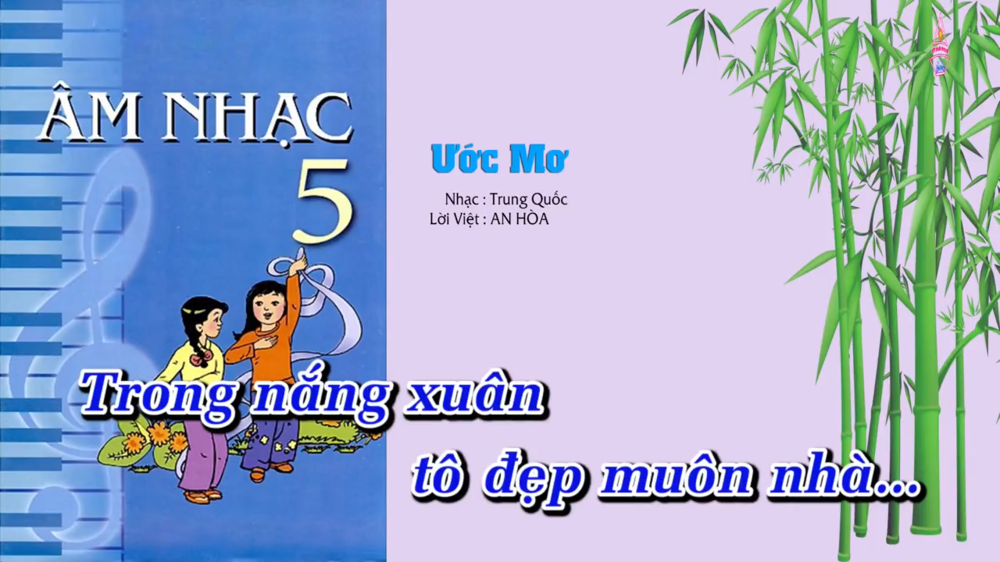 ÂM NHẠC
5
Ước Mơ
Nhạc : Trung Quốc
Lời Việt : AN HÒA
Trong nắng xuân
tô đẹp muôn nhà...